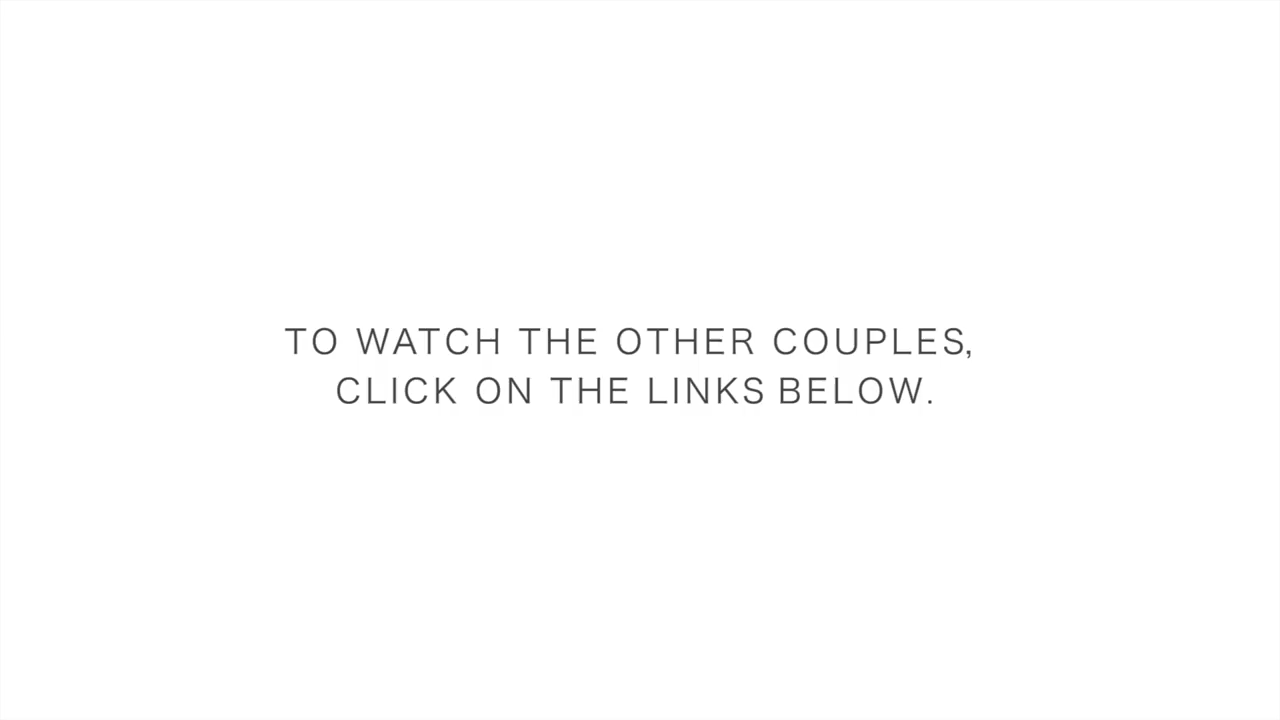 TO WATCH THE OTHER COUPLES,
CLICK ON THE LINKS BELOW.